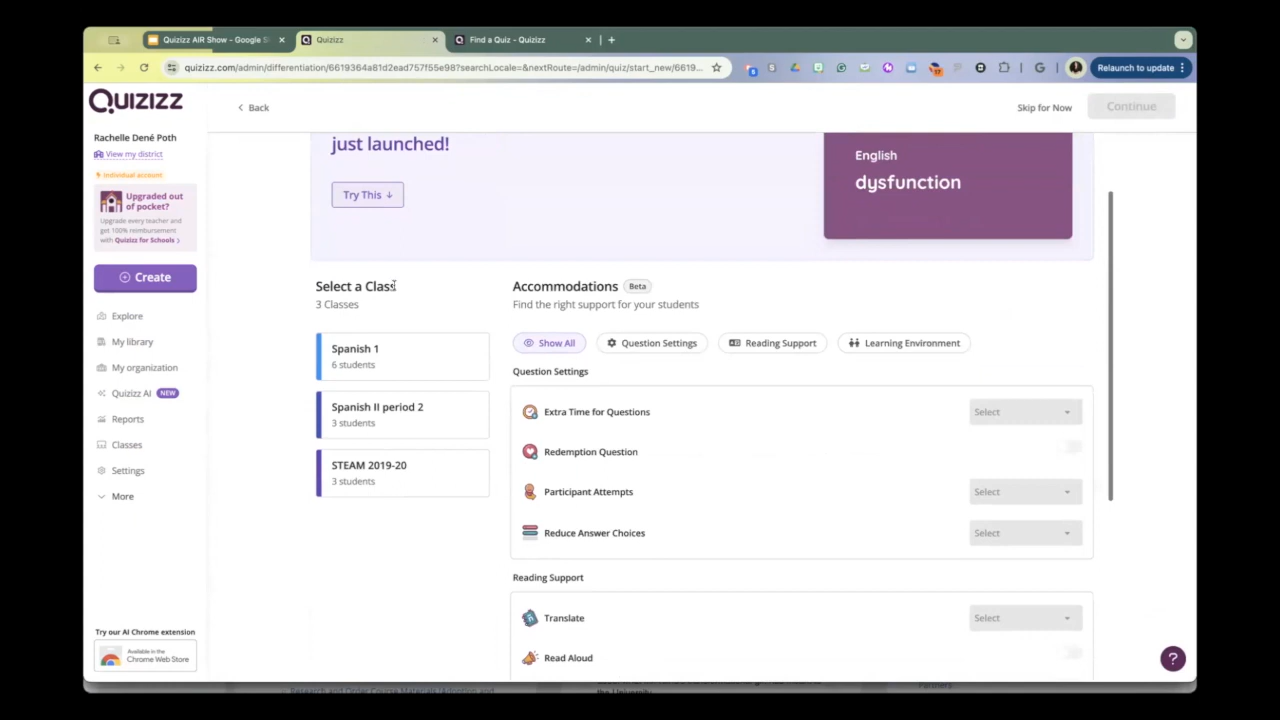 Quizizz AIR Show - Google Sl
Quizizz
Find a Quiz - Quizizz
quizizz.com/admin/differentiation/6619364a81d2ead757f55e98?searchLocale=&nextRoute=/admin/quiz/start_new/6619...
Relaunch to update
QUIZIZZ
Back
Skip for Now
Continue
Rachelle Dené Poth
View my district
Individual account
Upgraded out
of pocket?
Upgrade every teacher and
get 100% reimbursement
with Quizizz for Schools
Create
Explore
My library
My organization
Quizizz AI NEW
Reports
Classes
Settings
More
Try our AI Chrome extension
Available in the
Chrome Web Store
just launched!
Try This
English
dysfunction
Select a Class
3 Classes
Spanish 1
6 students
Spanish II period 2
3 students
STEAM 2019-20
3 students
Accommodations Beta
Find the right support for your students
Show All
Question Settings
Reading Support
Learning Environment
Question Settings
Extra Time for Questions Select
Redemption Question
Participant Attempts Select
Reduce Answer Choices Select
Reading Support
Translate Select
Read Aloud
?